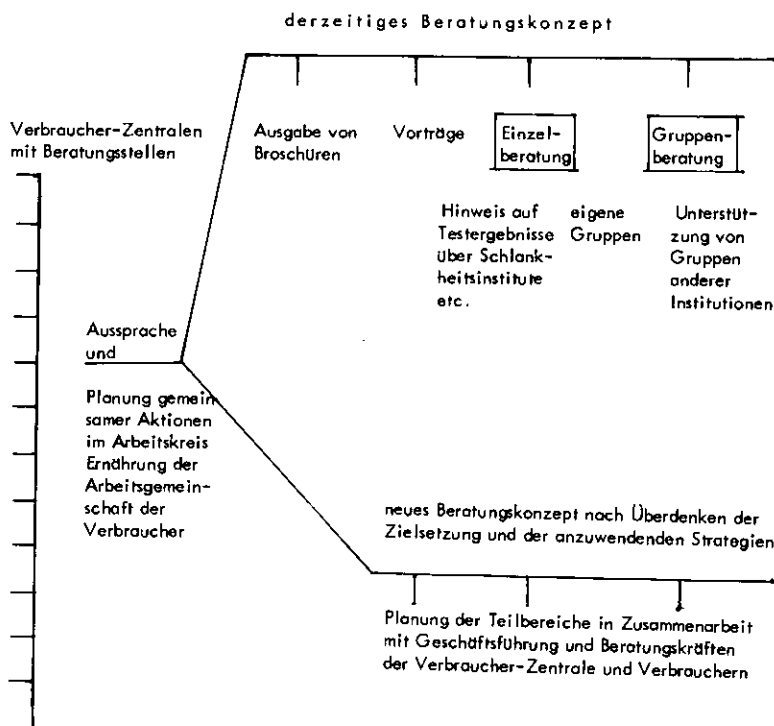 derzeitiges Beratungskonzept
Verbraucher-Zentralen
mit Beratungsstellen
Ausgabe von
Broschüren
Vorträge
Einzel-
beratung
Gruppen-
beratung
Hinweis auf
Testergebnisse
über Schlank-
heitsinstitute
etc.
eigene
Gruppen
Unterstüt-
zung von
Gruppen
anderer
Institutionen
Aussprache
und
Planung gemein
samer Aktionen
im Arbeitskreis
Ernährung der
Arbeitsgemein-
schaft der
Verbraucher
neues Beratungskonzept nach Überdenken der
Zielsetzung und der anzuwendenden Strategien
Planung der Teilbereiche in Zusammenarbeit
mit Geschäftsführung und Beratungskräften
der Verbraucher-Zentrale und Verbrauchern